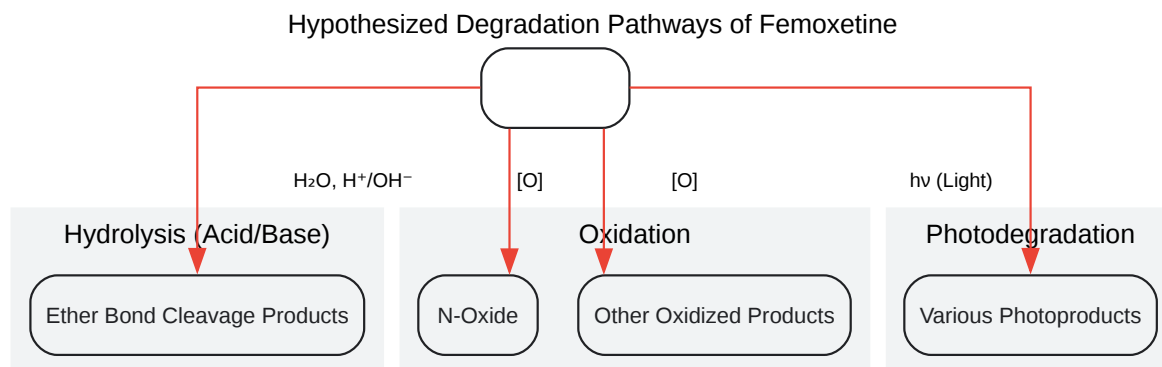 Hypothesized Degradation Pathways of Femoxetine
H₂O, H⁺/OH⁻
[O]
[O]
hν (Light)
Hydrolysis (Acid/Base)
Oxidation
Photodegradation
Ether Bond Cleavage Products
N-Oxide
Other Oxidized Products
Various Photoproducts